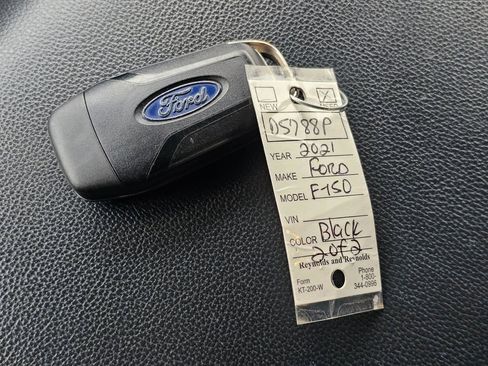 Ford
NEW USED
D5788P
YEAR 2021
MAKE FORD
MODEL F-150
VIN
COLOR Black
2 of 2
Reynolds and Reynolds
Form
KT-200-W
Phone
1-800-
344-0996